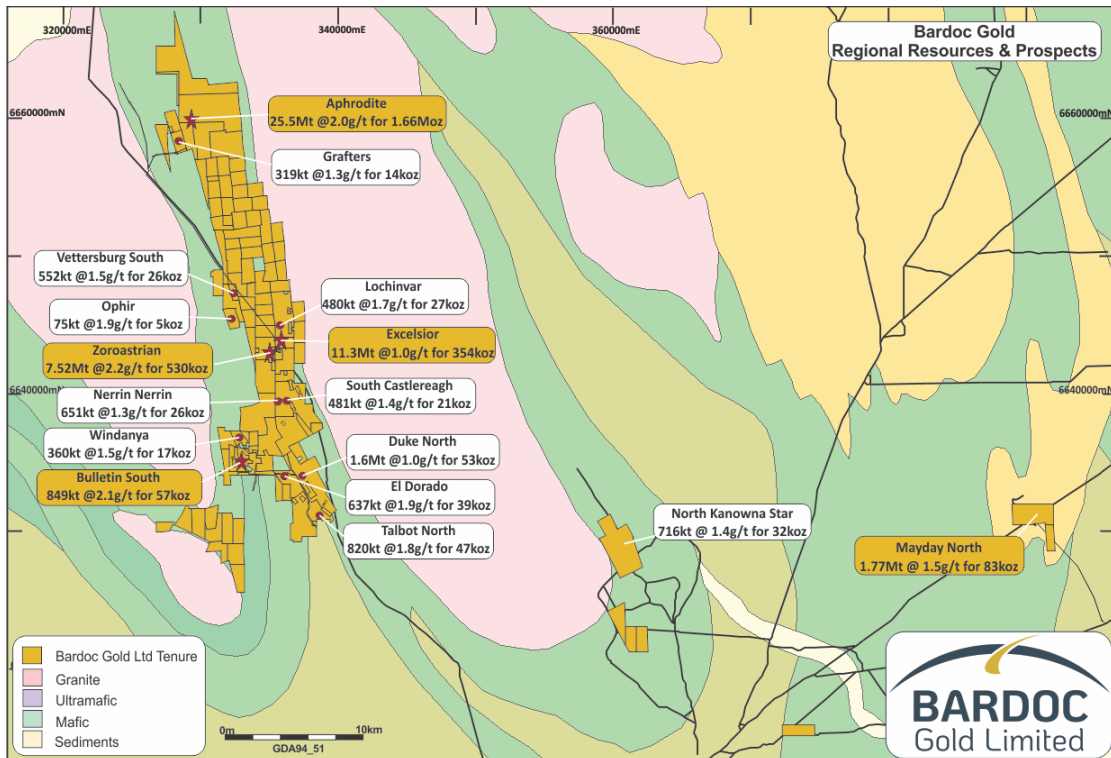 320000mE
340000mE
360000mE
Bardoc Gold
Regional Resources & Prospects
6660000mN
6660000mN
Aphrodite
25.5Mt @2.0g/t for 1.66Moz
Grafters
319kt @1.3g/t for 14koz
Vettersburg South
552kt @1.5g/t for 26koz
Lochinvar
480kt @1.7g/t for 27koz
Ophir
75kt @1.9g/t for 5koz
Excelsior
11.3Mt @1.0g/t for 354koz
Zoroastrian
7.52Mt @2.2g/t for 530koz
6640000mN
6640000mN
Nerrin Nerrin
651kt @1.3g/t for 26koz
South Castlereagh
481kt @1.4g/t for 21koz
Windanya
360kt @1.5g/t for 17koz
Duke North
1.6Mt @1.0g/t for 53koz
Bulletin South
849kt @2.1g/t for 57koz
El Dorado
637kt @1.9g/t for 39koz
Talbot North
820kt @1.8g/t for 47koz
North Kanowna Star
716kt @ 1.4g/t for 32koz
Mayday North
1.77Mt @ 1.5g/t for 83koz
Bardoc Gold Ltd Tenure
Granite
Ultramafic
Mafic
Sediments
0m
10km
GDA94_51
BARDOC
Gold Limited